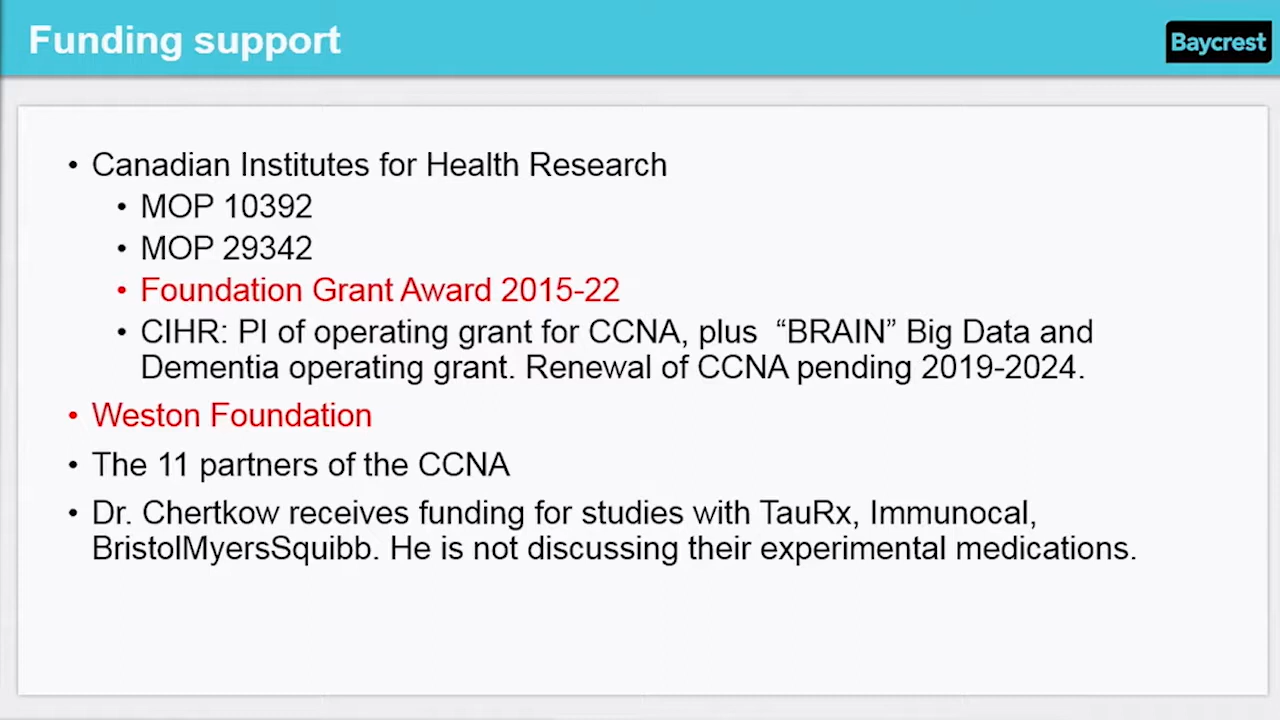 Funding support
Baycrest
• Canadian Institutes for Health Research
• MOP 10392
• MOP 29342
• Foundation Grant Award 2015-22
• CIHR: PI of operating grant for CCNA, plus “BRAIN” Big Data and
Dementia operating grant. Renewal of CCNA pending 2019-2024.
• Weston Foundation
• The 11 partners of the CCNA
• Dr. Chertkow receives funding for studies with TauRx, Immunocal,
BristolMyersSquibb. He is not discussing their experimental medications.